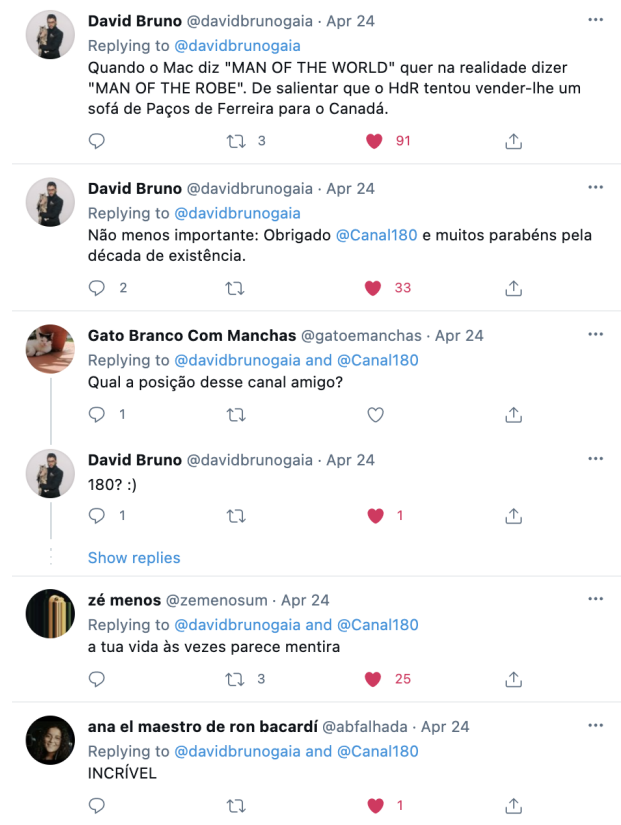 David Bruno @davidbrunogaia · Apr 24
Replying to @davidbrunogaia
Quando o Mac diz "MAN OF THE WORLD" quer na realidade dizer
"MAN OF THE ROBE". De salientar que o HdR tentou vender-lhe um
sofá de Paços de Ferreira para o Canadá.
3 91
David Bruno @davidbrunogaia · Apr 24
Replying to @davidbrunogaia
Não menos importante: Obrigado @Canal180 e muitos parabéns pela
década de existência.
2 33
Gato Branco Com Manchas @gatoemanchas · Apr 24
Replying to @davidbrunogaia and @Canal180
Qual a posição desse canal amigo?
1
David Bruno @davidbrunogaia · Apr 24
180? :)
1 1
Show replies
zé menos @zemenosum · Apr 24
Replying to @davidbrunogaia and @Canal180
a tua vida às vezes parece mentira
3 25
ana el maestro de ron bacardí @abfalhada · Apr 24
Replying to @davidbrunogaia and @Canal180
INCRÍVEL
1